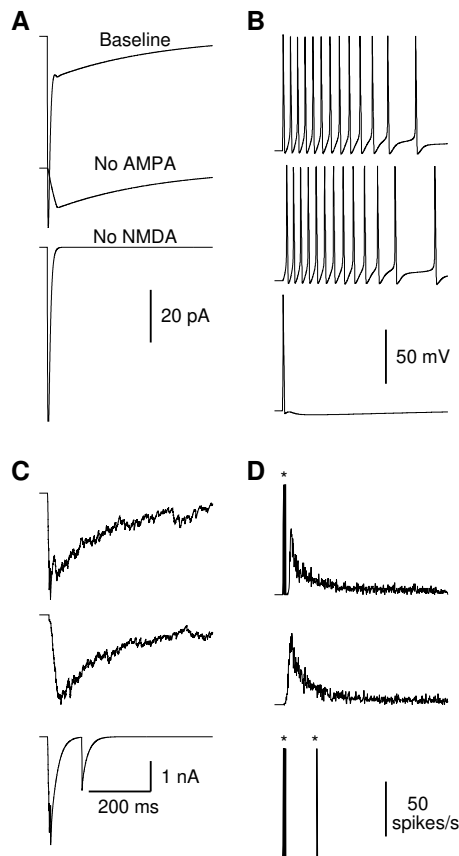 A
B
Baseline
No AMPA
No NMDA
20 pA
50 mV
C
D
*
* *
1 nA
200 ms
50
spikes/s